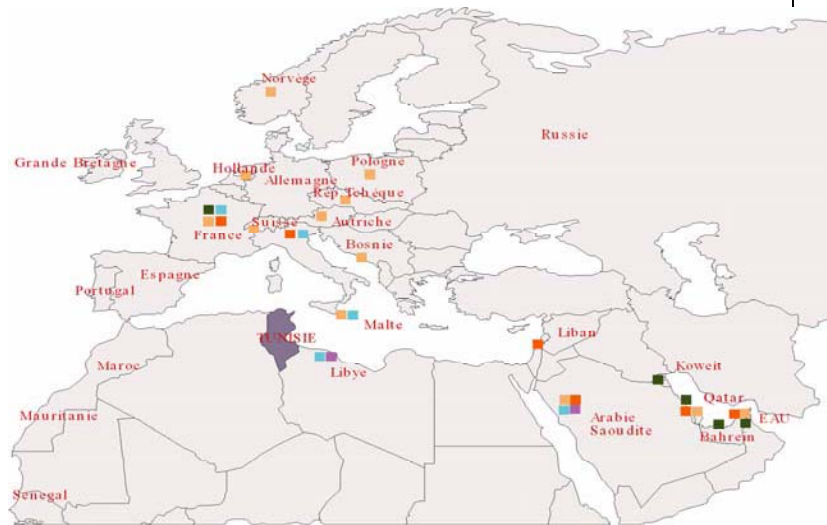 Norvège
Russie
Grande Bretagne
Hollande
Pologne
Allemagne
Rép Tchèque
Suisse
Autriche
France
Bosnie
Espagne
Portugal
TUNISIE
Malte
Liban
Maroc
Libye
Koweit
Qatar
Mauritanie
Arabie
Saoudite
EAU
Bahrein
Senegal